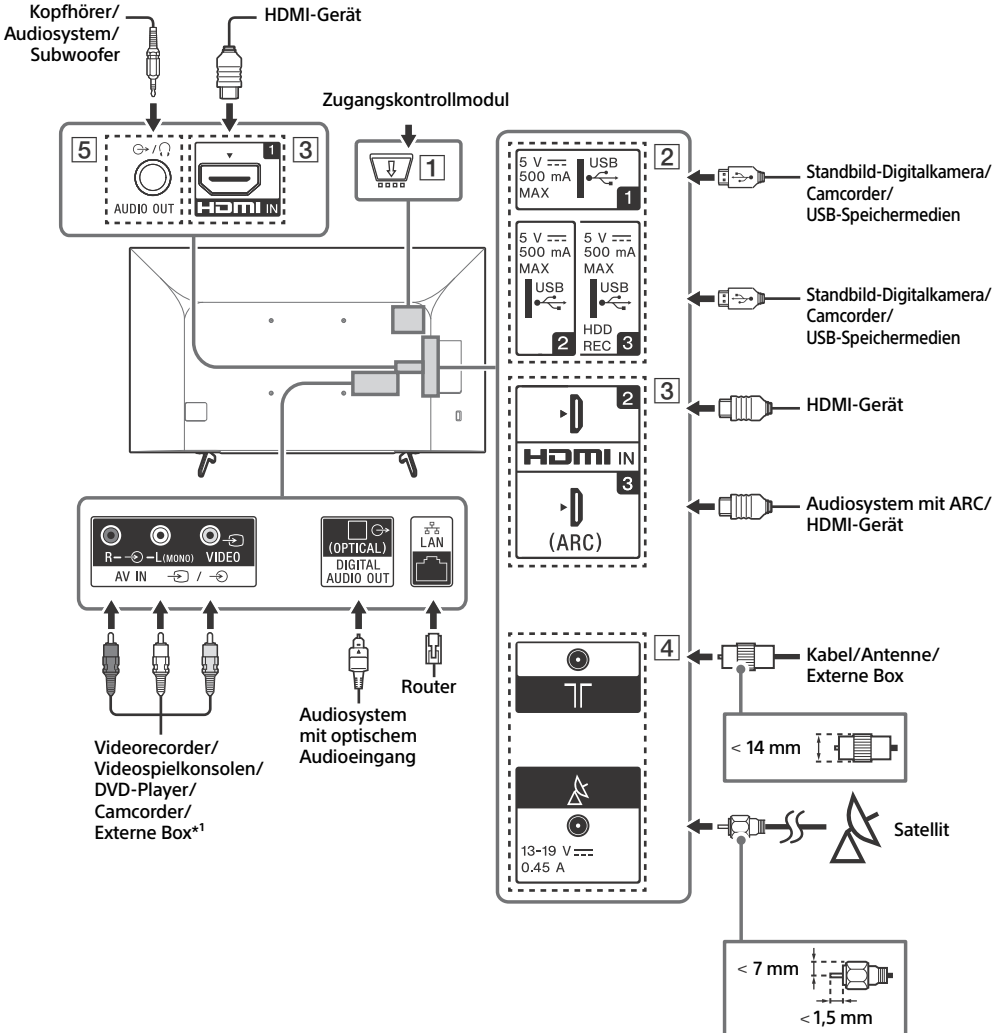 Kopfhörer/
Audiosystem/
Subwoofer
HDMI-Gerät
Zugangskontrollmodul
5
AUDIO OUT
1
HDMI IN
3
1
5 V
500 mA
MAX
USB
1
2
5 V
500 mA
MAX
USB
2
5 V
500 mA
MAX
USB
HDD
REC 3
Standbild-Digitalkamera/
Camcorder/
USB-Speichermedien
Standbild-Digitalkamera/
Camcorder/
USB-Speichermedien
2
HDMI IN
3
(ARC)
3
HDMI-Gerät
Audiosystem mit ARC/
HDMI-Gerät
R- -L(MONO) VIDEO
AV IN /
(OPTICAL)
DIGITAL
AUDIO OUT
LAN
Router
Audiosystem
mit optischem
Audioeingang
Videorecorder/
Videospielkonsolen/
DVD-Player/
Camcorder/
Externe Box*1
4
Kabel/Antenne/
Externe Box
< 14 mm
13-19 V
0.45 A
Satellit
< 7 mm
< 1,5 mm